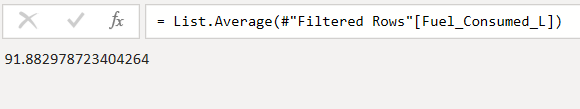 fx = List.Average(#"Filtered Rows"[Fuel_Consumed_L])
91.882978723404264